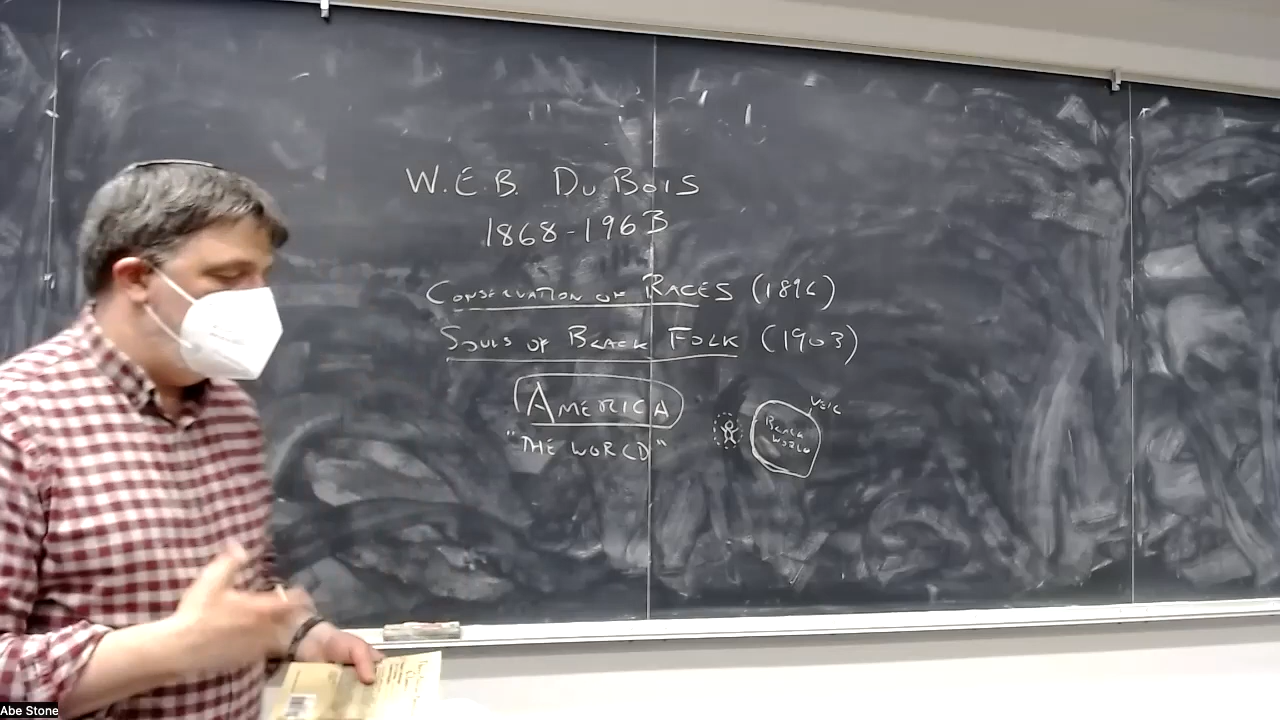 W.E.B. DU BOIS
1868-1963
CONSERVATION OF RACES (1896)
SOULS OF BLACK FOLK (1903)
AMERICA
"THE WORLD"
VEIL
BLACK
WORLD
Abe Stone